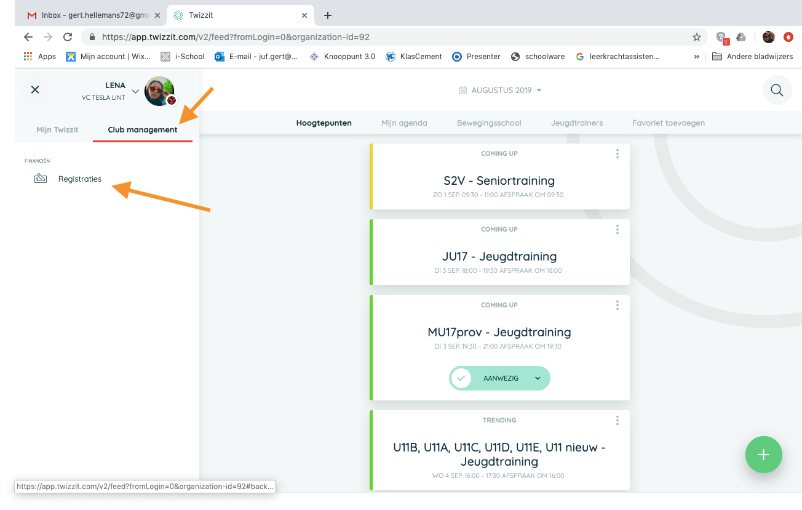 Inbox - gert.hellemans72@gm
Twizzit
https://app.twizzit.com/v2/feed?fromLogin=0&organization-id=92
Apps
Mijn account | Wix...
i-School
E-mail - juf.gert@...
Knooppunt 3.0
KlasCement
Presenter
schoolware
leerkrachtassisten...
»
Andere bladwijzers
LENA
VC TESLA LINT
AUGUSTUS 2019
Mijn Twizzit
Club management
Hoogtepunten
Mijn agenda
Bewegingsschool
Jeugdtrainers
Favoriet toevoegen
FINANCIËN
Registraties
COMING UP
S2V - Seniortraining
ZO 1 SEP. 09:30 - 11:00 AFSPRAAK OM 09:30
COMING UP
JU17 - Jeugdtraining
DI 3 SEP. 18:00 - 19:30 AFSPRAAK OM 18:00
COMING UP
MU17prov - Jeugdtraining
DI 3 SEP. 19:30 - 21:00 AFSPRAAK OM 19:30
AANWEZIG
TRENDING
U11B, U11A, U11C, U11D, U11E, U11 nieuw -
Jeugdtraining
WO 4 SEP. 16:00 - 17:30 AFSPRAAK OM 16:00
https://app.twizzit.com/v2/feed?fromLogin=0&organization-id=92#back...